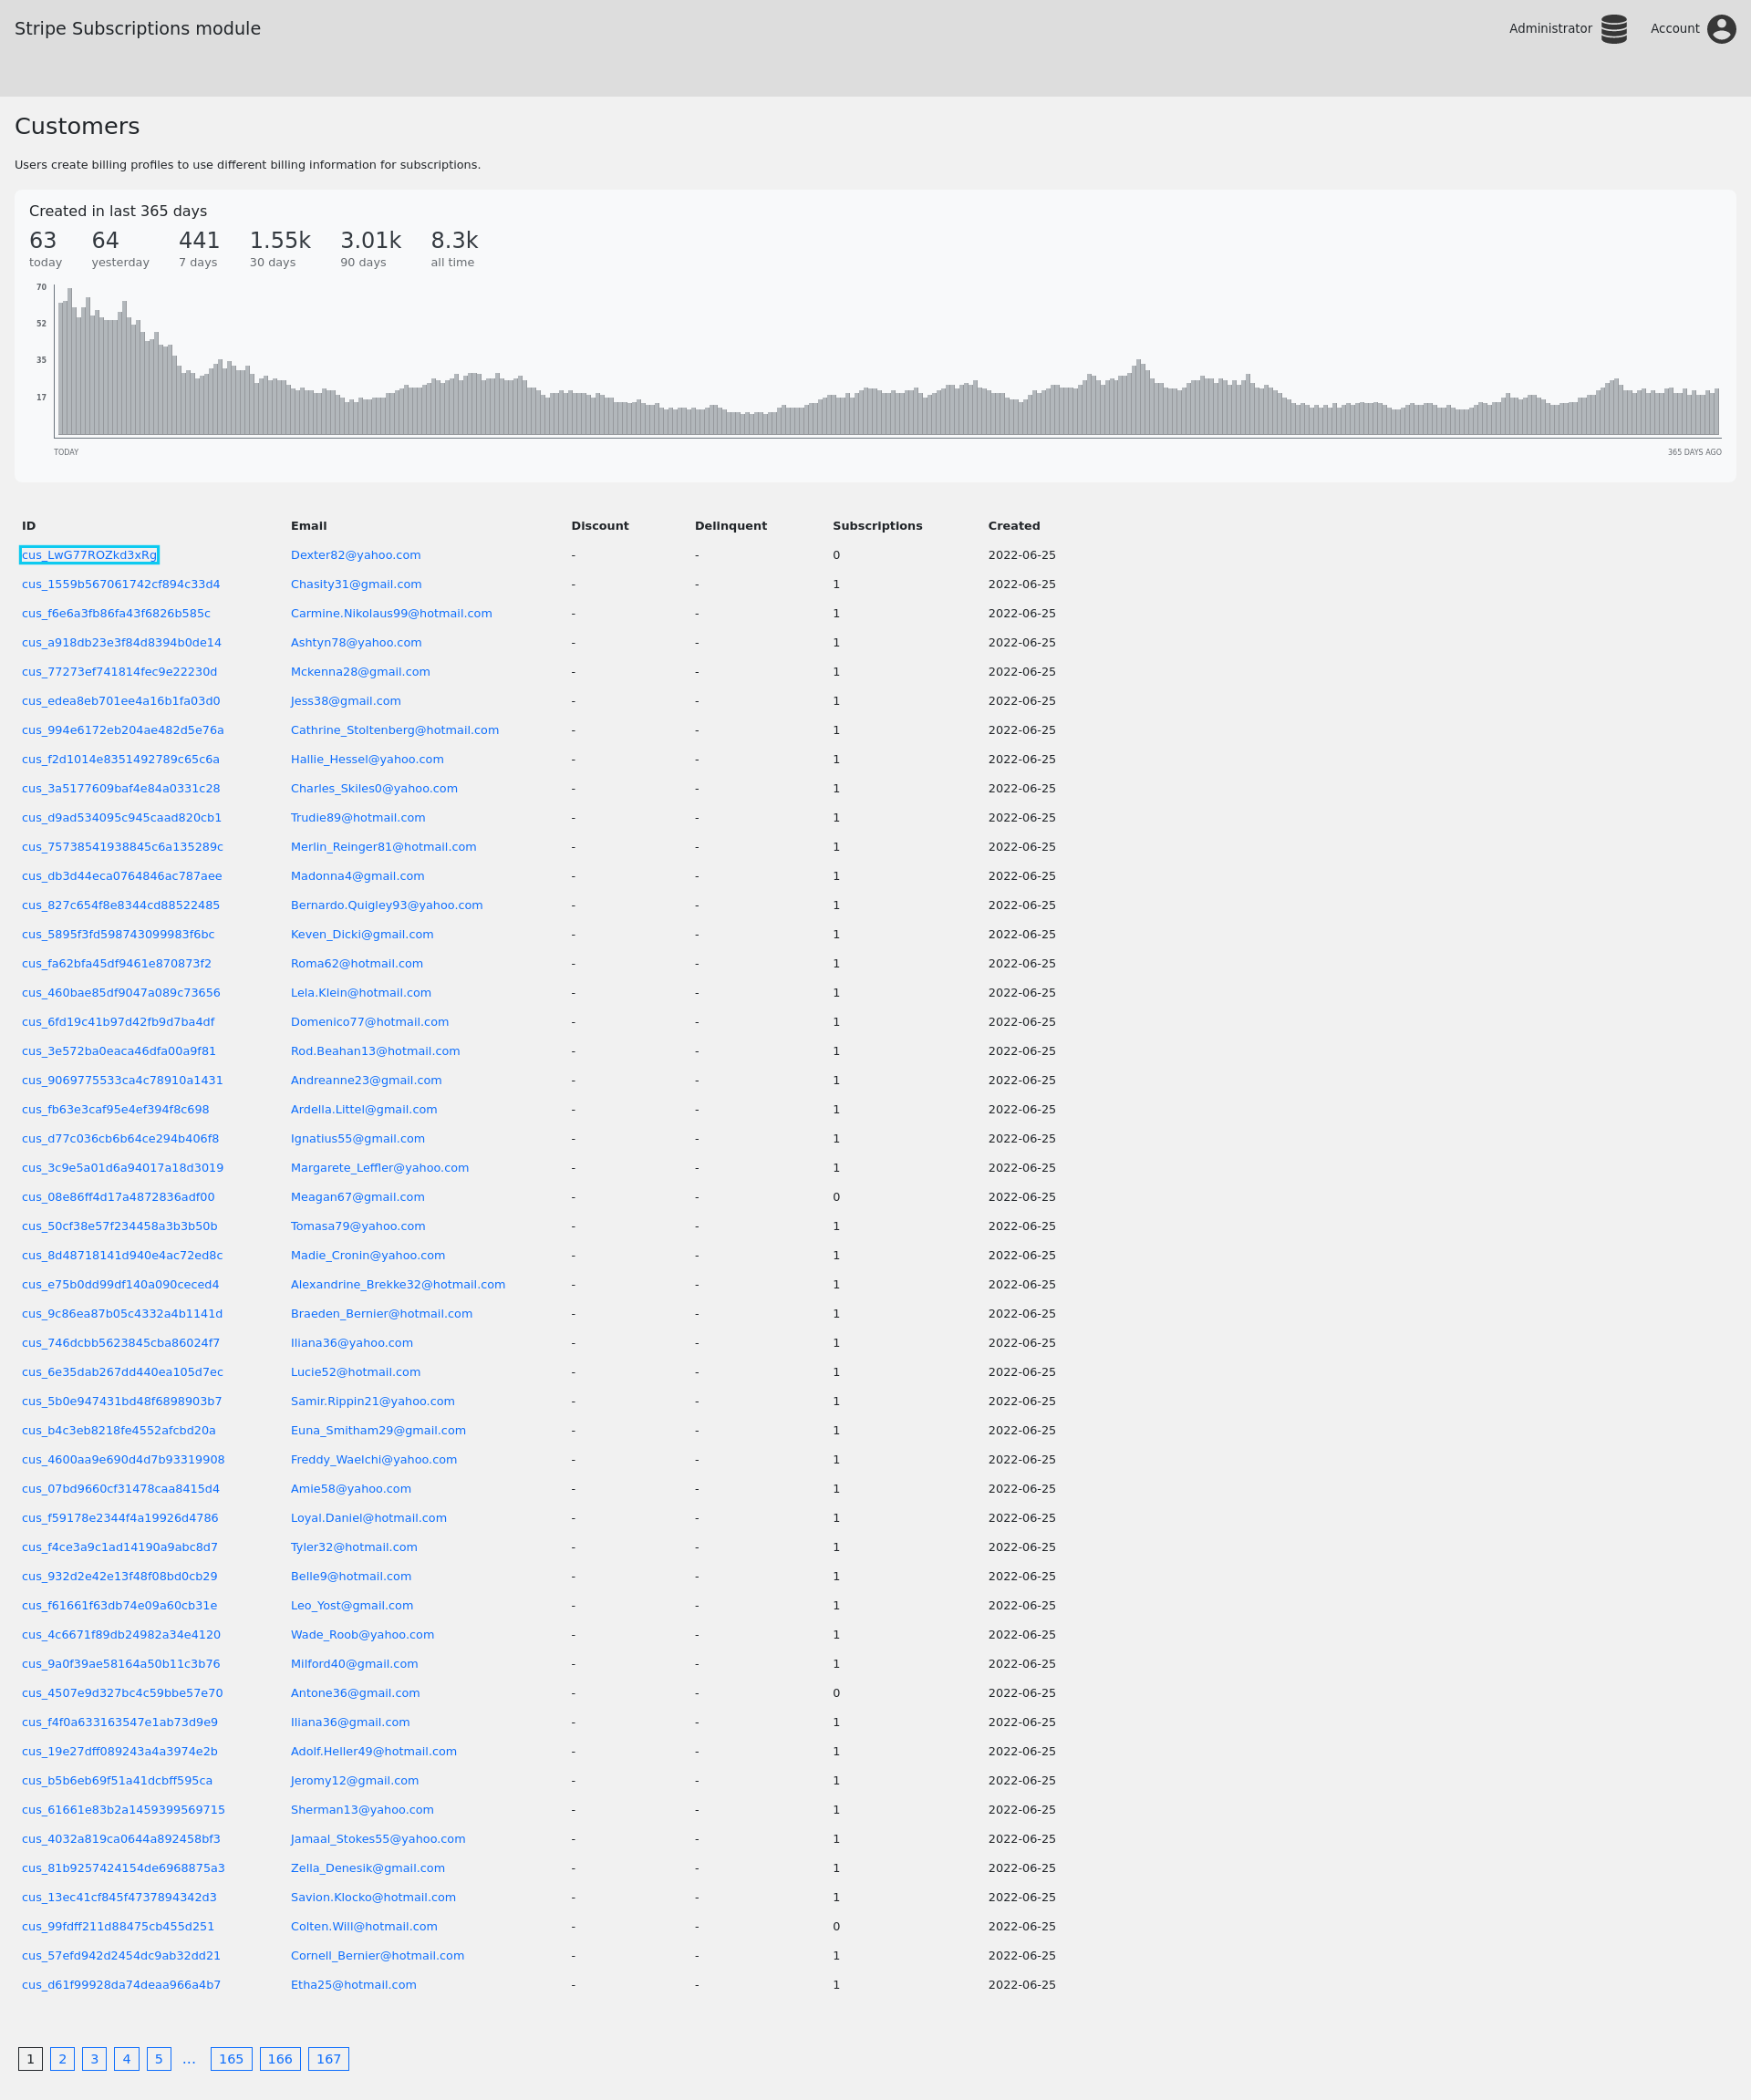 Stripe Subscriptions module
Administrator Account
Customers
Users create billing profiles to use different billing information for subscriptions.
Created in last 365 days
63 64 441 1.55k 3.01k 8.3k
today yesterday 7 days 30 days 90 days all time
70
52
35
17
TODAY 365 DAYS AGO
ID Email Discount Delinquent Subscriptions Created
cus_LwG77ROZkd3xRg Dexter82@yahoo.com - - 0 2022-06-25
cus_1559b567061742cf894c33d4 Chasity31@gmail.com - - 1 2022-06-25
cus_f6e6a3fb86fa43f6826b585c Carmine.Nikolaus99@hotmail.com - - 1 2022-06-25
cus_a918db23e3f84d8394b0de14 Ashtyn78@yahoo.com - - 1 2022-06-25
cus_77273ef741814fec9e22230d Mckenna28@gmail.com - - 1 2022-06-25
cus_edea8eb701ee4a16b1fa03d0 Jess38@gmail.com - - 1 2022-06-25
cus_994e6172eb204ae482d5e76a Cathrine_Stoltenberg@hotmail.com - - 1 2022-06-25
cus_f2d1014e8351492789c65c6a Hallie_Hessel@yahoo.com - - 1 2022-06-25
cus_3a5177609baf4e84a0331c28 Charles_Skiles0@yahoo.com - - 1 2022-06-25
cus_d9ad534095c945caad820cb1 Trudie89@hotmail.com - - 1 2022-06-25
cus_75738541938845c6a135289c Merlin_Reinger81@hotmail.com - - 1 2022-06-25
cus_db3d44eca0764846ac787aee Madonna4@gmail.com - - 1 2022-06-25
cus_827c654f8e8344cd88522485 Bernardo.Quigley93@yahoo.com - - 1 2022-06-25
cus_5895f3fd598743099983f6bc Keven_Dicki@gmail.com - - 1 2022-06-25
cus_fa62bfa45df9461e870873f2 Roma62@hotmail.com - - 1 2022-06-25
cus_460bae85df9047a089c73656 Lela.Klein@hotmail.com - - 1 2022-06-25
cus_6fd19c41b97d42fb9d7ba4df Domenico77@hotmail.com - - 1 2022-06-25
cus_3e572ba0eaca46dfa00a9f81 Rod.Beahan13@hotmail.com - - 1 2022-06-25
cus_9069775533ca4c78910a1431 Andreanne23@gmail.com - - 1 2022-06-25
cus_fb63e3caf95e4ef394f8c698 Ardella.Littel@gmail.com - - 1 2022-06-25
cus_d77c036cb6b64ce294b406f8 Ignatius55@gmail.com - - 1 2022-06-25
cus_3c9e5a01d6a94017a18d3019 Margarete_Leffler@yahoo.com - - 1 2022-06-25
cus_08e86ff4d17a4872836adf00 Meagan67@gmail.com - - 0 2022-06-25
cus_50cf38e57f234458a3b3b50b Tomasa79@yahoo.com - - 1 2022-06-25
cus_8d48718141d940e4ac72ed8c Madie_Cronin@yahoo.com - - 1 2022-06-25
cus_e75b0dd99df140a090ceced4 Alexandrine_Brekke32@hotmail.com - - 1 2022-06-25
cus_9c86ea87b05c4332a4b1141d Braeden_Bernier@hotmail.com - - 1 2022-06-25
cus_746dcbb5623845cba86024f7 Iliana36@yahoo.com - - 1 2022-06-25
cus_6e35dab267dd440ea105d7ec Lucie52@hotmail.com - - 1 2022-06-25
cus_5b0e947431bd48f6898903b7 Samir.Rippin21@yahoo.com - - 1 2022-06-25
cus_b4c3eb8218fe4552afcbd20a Euna_Smitham29@gmail.com - - 1 2022-06-25
cus_4600aa9e690d4d7b93319908 Freddy_Waelchi@yahoo.com - - 1 2022-06-25
cus_07bd9660cf31478caa8415d4 Amie58@yahoo.com - - 1 2022-06-25
cus_f59178e2344f4a19926d4786 Loyal.Daniel@hotmail.com - - 1 2022-06-25
cus_f4ce3a9c1ad14190a9abc8d7 Tyler32@hotmail.com - - 1 2022-06-25
cus_932d2e42e13f48f08bd0cb29 Belle9@hotmail.com - - 1 2022-06-25
cus_f61661f63db74e09a60cb31e Leo_Yost@gmail.com - - 1 2022-06-25
cus_4c6671f89db24982a34e4120 Wade_Roob@yahoo.com - - 1 2022-06-25
cus_9a0f39ae58164a50b11c3b76 Milford40@gmail.com - - 1 2022-06-25
cus_4507e9d327bc4c59bbe57e70 Antone36@gmail.com - - 0 2022-06-25
cus_f4f0a633163547e1ab73d9e9 Iliana36@gmail.com - - 1 2022-06-25
cus_19e27dff089243a4a3974e2b Adolf.Heller49@hotmail.com - - 1 2022-06-25
cus_b5b6eb69f51a41dcbff595ca Jeromy12@gmail.com - - 1 2022-06-25
cus_61661e83b2a1459399569715 Sherman13@yahoo.com - - 1 2022-06-25
cus_4032a819ca0644a892458bf3 Jamaal_Stokes55@yahoo.com - - 1 2022-06-25
cus_81b9257424154de6968875a3 Zella_Denesik@gmail.com - - 1 2022-06-25
cus_13ec41cf845f4737894342d3 Savion.Klocko@hotmail.com - - 1 2022-06-25
cus_99fdff211d88475cb455d251 Colten.Will@hotmail.com - - 0 2022-06-25
cus_57efd942d2454dc9ab32dd21 Cornell_Bernier@hotmail.com - - 1 2022-06-25
cus_d61f99928da74deaa966a4b7 Etha25@hotmail.com - - 1 2022-06-25
1 2 3 4 5 ... 165 166 167